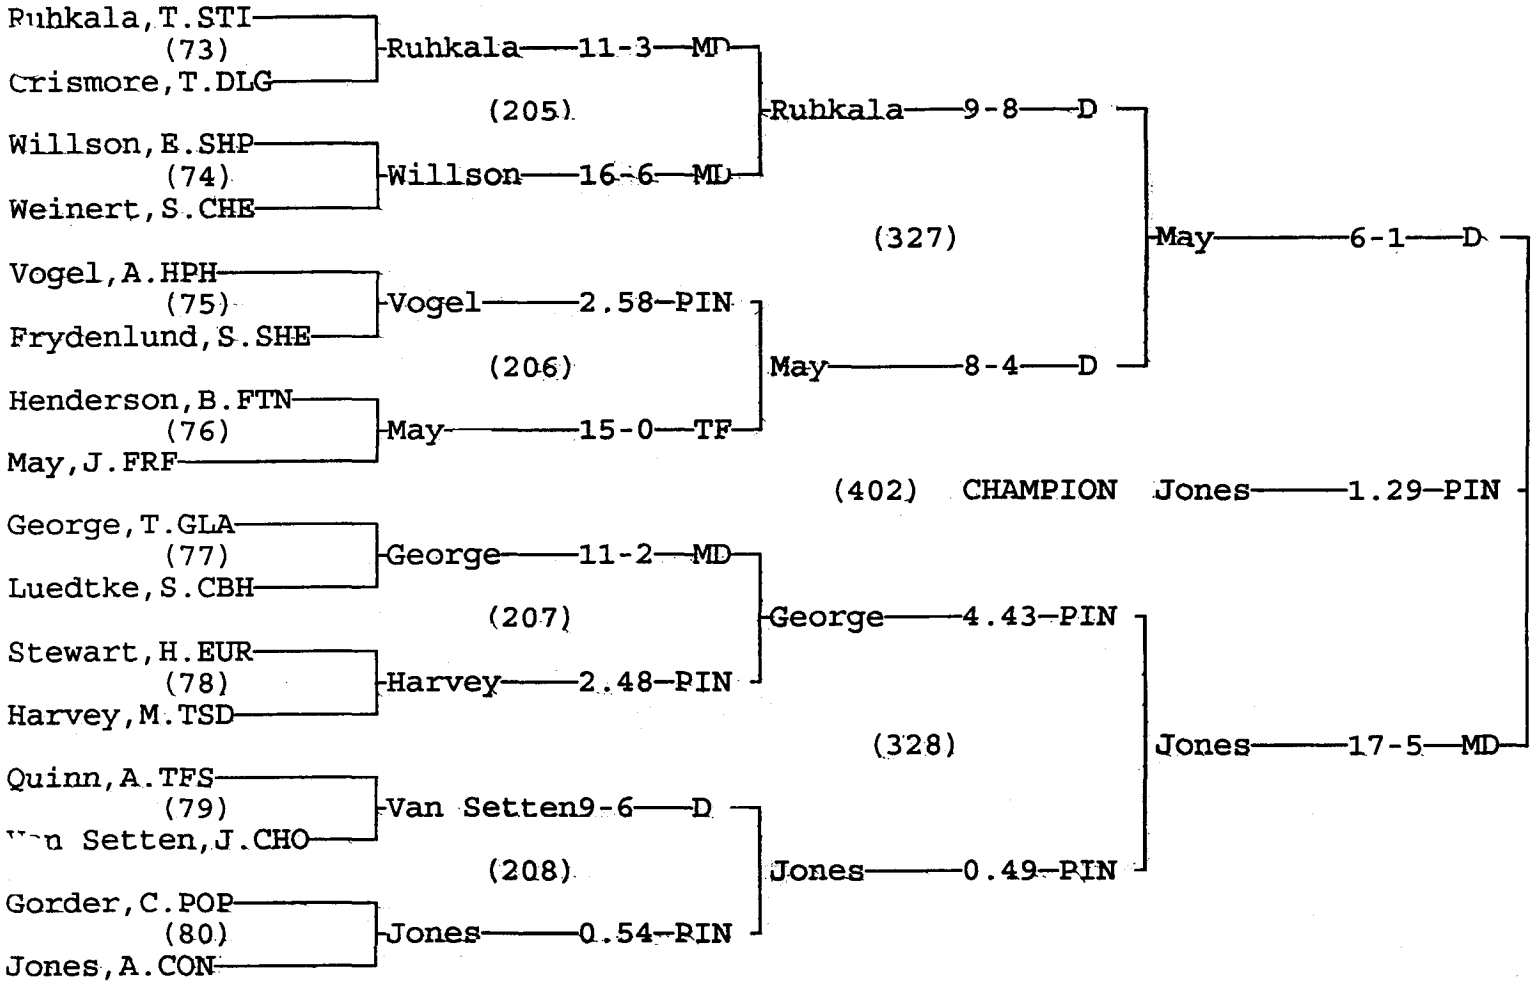 Ruhkala,T.STI
(73) Ruhkala 11-3 MD
Crismore,T.DLG
(205) Ruhkala 9-8 D
Willson,E.SHP
(74) Willson 16-6 MD
Weinert,S.CHE
(327) May 6-1 D
Vogel,A.HPH
(75) Vogel 2.58 PIN
Frydenlund,S.SHE
(206) May 8-4 D
Henderson,B.FTN
(76) May 15-0 TF
May,J.FRF
(402) CHAMPION Jones 1.29 PIN
George,T.GLA
(77) George 11-2 MD
Luedtke,S.CBH
(207) George 4.43 PIN
Stewart,H.EUR
(78) Harvey 2.48 PIN
Harvey,M.TSD
(328) Jones 17-5 MD
Quinn,A.TFS
(79) Van Setten 9-6 D
Van Setten,J.CHO
(208) Jones 0.49 PIN
Gorder,C.POP
(80) Jones 0.54 PIN
Jones,A.CON